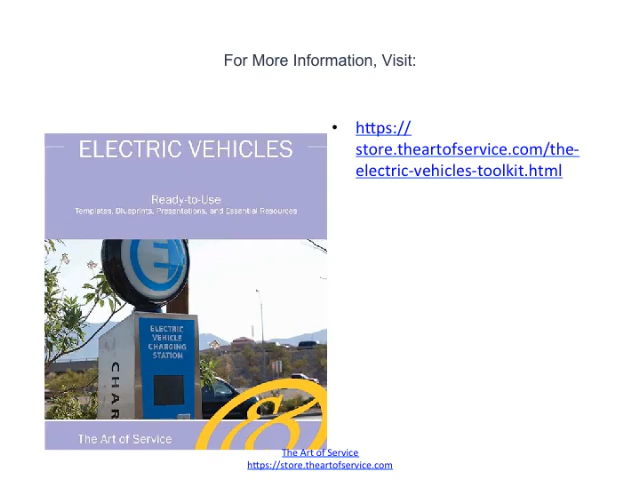 For More Information, Visit:
• https://
store.theartofservice.com/the-
electric-vehicles-toolkit.html
ELECTRIC VEHICLES
Ready-to-Use
Templates, Blueprints, Presentations, and Essential Resources
ELECTRIC
VEHICLE
CHARGING
STATION
CHAR
The Art of Service
The Art of Service
https://store.theartofservice.com